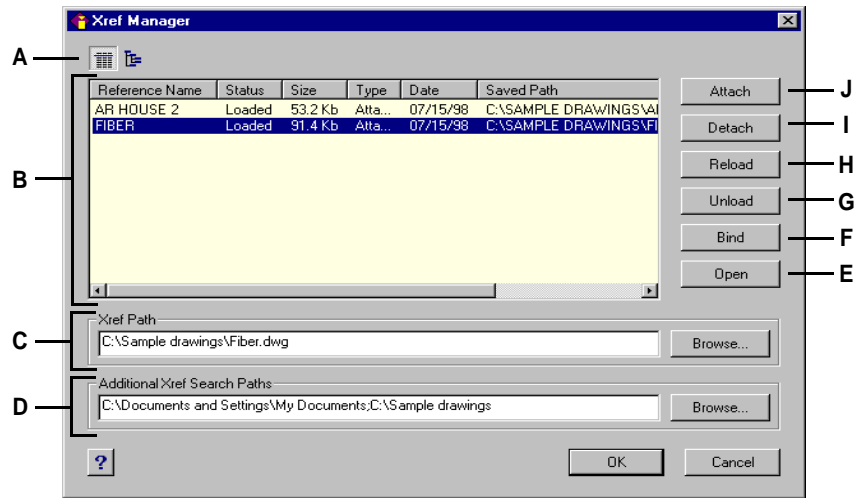 Xref Manager
A
Reference Name Status Size Type Date Saved Path
AR HOUSE 2 Loaded 53.2 Kb Atta... 07/15/98 C:\SAMPLE DRAWINGS\AI
FIBER Loaded 91.4 Kb Atta... 07/15/98 C:\SAMPLE DRAWINGS\FI
B
Attach J
Detach I
Reload H
Unload G
Bind F
Open E
Xref Path
C C:\Sample drawings\Fiber.dwg Browse...
Additional Xref Search Paths
D C:\Documents and Settings\My Documents;C:\Sample drawings Browse...
? OK Cancel